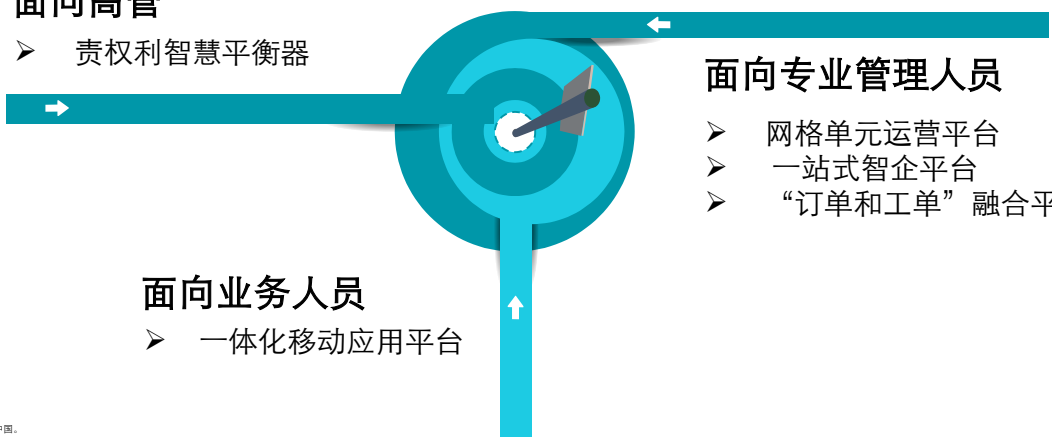 面向高管
责权利智慧平衡器
面向专业管理人员
网格单元运营平台
一站式智企平台
“订单和工单”融合平
面向业务人员
一体化移动应用平台
中国。